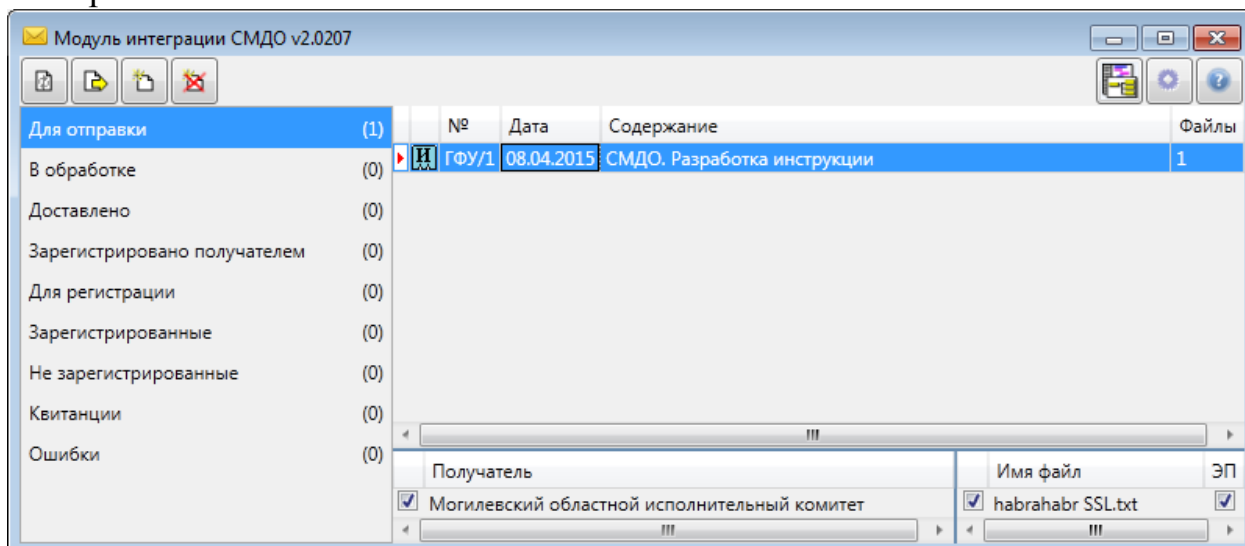 Модуль интеграции СМДО v2.0207
Для отправки (1)
В обработке (0)
Доставлено (0)
Зарегистрировано получателем (0)
Для регистрации (0)
Зарегистрированные (0)
Не зарегистрированные (0)
Квитанции (0)
Ошибки (0)
№ Дата Содержание Файлы
И ГФУ/1 08.04.2015 СМДО. Разработка инструкции 1
Получатель
Могилевский областной исполнительный комитет
Имя файл ЭП
habrahabr SSL.txt